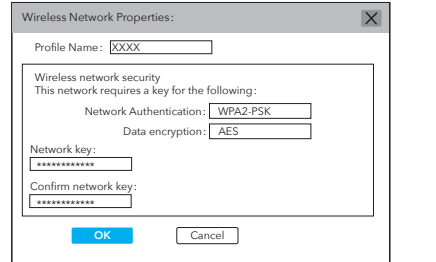 Wireless Network Properties:
Profile Name: XXXX
Wireless network security
This network requires a key for the following:
Network Authentication: WPA2-PSK
Data encryption: AES
Network key:
************
Confirm network key:
************
OK Cancel